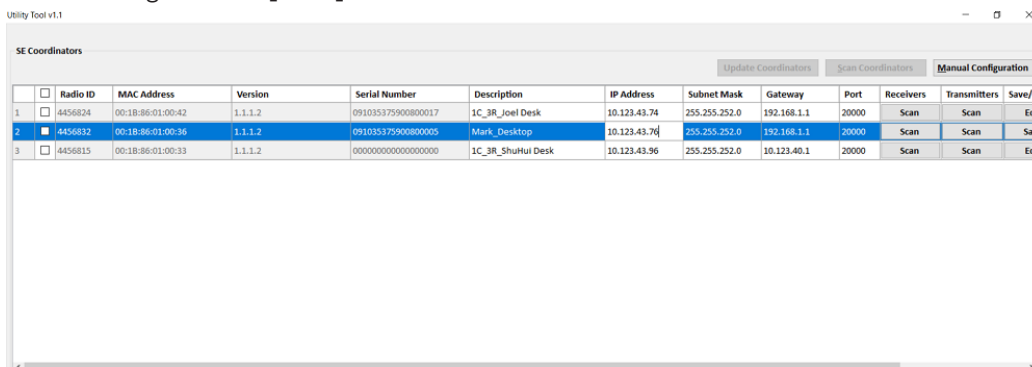 Utility Tool v1.1
SE Coordinators
Update Coordinators Scan Coordinators Manual Configuration
Radio ID MAC Address Version Serial Number Description IP Address Subnet Mask Gateway Port Receivers Transmitters Save/
1 4456824 00:1B:86:01:00:42 1.1.1.2 091035375900800017 1C_3R_Joel Desk 10.123.43.74 255.255.252.0 192.168.1.1 20000 Scan Scan
2 4456832 00:1B:86:01:00:36 1.1.1.2 091035375900800005 Mark_Desktop 10.123.43.76 255.255.252.0 192.168.1.1 20000 Scan Scan
3 4456815 00:1B:86:01:00:33 1.1.1.2 000000000000000000 1C_3R_ShuHui Desk 10.123.43.96 255.255.252.0 10.123.40.1 20000 Scan Scan